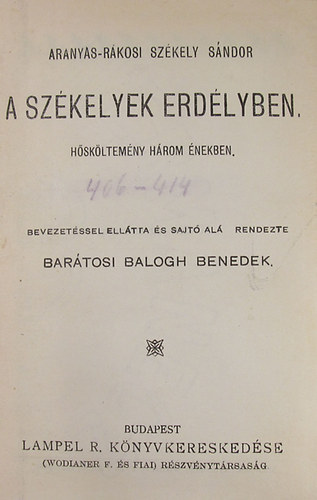 ARANYAS-RÁKOSI SZÉKELY SÁNDOR
A SZÉKELYEK ERDÉLYBEN.
HŐSKÖLTEMÉNY HÁROM ÉNEKBEN.
406-414
BEVEZETÉSSEL ELLÁTTA ÉS SAJTÓ ALÁ RENDEZTE
BARÁTOSI BALOGH BENEDEK.
BUDAPEST
LAMPEL R. KÖNYVKERESKEDÉSE
(WODIANER F. ÉS FIAI) RÉSZVÉNYTÁRSASÁG.